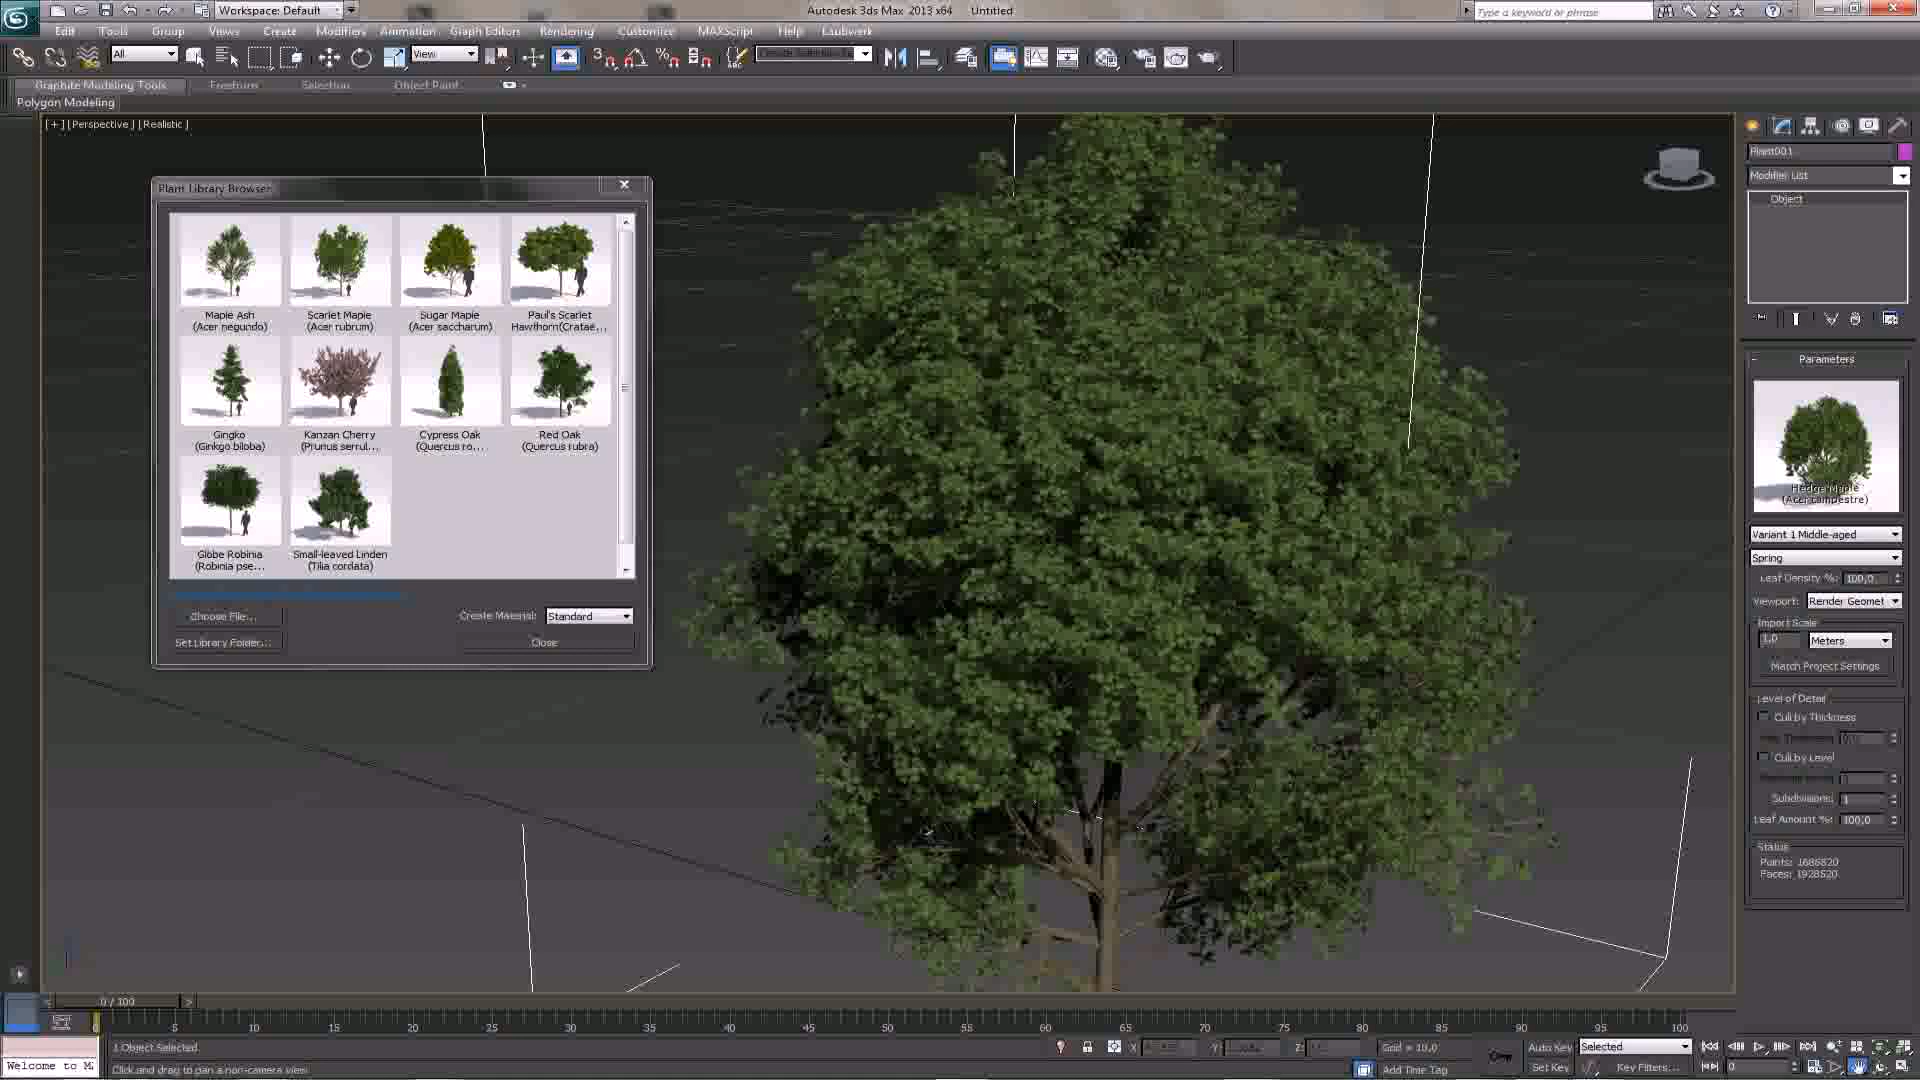 Workspace: Default
Autodesk 3ds Max 2013 x64 Untitled
Type a keyword or phrase
Edit Tools Group Views Create Modifiers Animation Graph Editors Rendering Customize MAXScript Help Laubwerk
All
View
Graphite Modeling Tools Freeform Selection Object Paint
Polygon Modeling
[ + ] [Perspective ] [Realistic ]
Plant Library Browser
Maple Ash
(Acer negundo)
Scarlet Maple
(Acer rubrum)
Sugar Maple
(Acer saccharum)
Paul's Scarlet
Hawthorn(Cratae...
Gingko
(Ginkgo biloba)
Kanzan Cherry
(Prunus serrul...
Cypress Oak
(Quercus ro...
Red Oak
(Quercus rubra)
Globe Robinia
(Robinia pse...
Small-leaved Linden
(Tilia cordata)
Choose File...
Create Material: Standard
Set Library Folder...
Close
Plant001
Modifier List
Object
Parameters
Hedge Maple
(Acer campestre)
Variant 1 Middle-aged
Spring
Leaf Density %: 100,0
Viewport: Render Geomet
Import Scale
1,0 Meters
Match Project Settings
Level of Detail
Cull by Thickness
Cull by Level
Subdivisions: 1
Leaf Amount %: 100,0
Status
Points: 1686820
Faces: 1928520
0 / 100
0 5 10 15 20 25 30 35 40 45 50 55 60 65 70 75 80 85 90 95 100
1 Object Selected
X Y Z:
Grid = 10,0
Auto Key Selected
Welcome to M
Click and drag to pan a non-camera view
Add Time Tag
Set Key Key Filters...
0